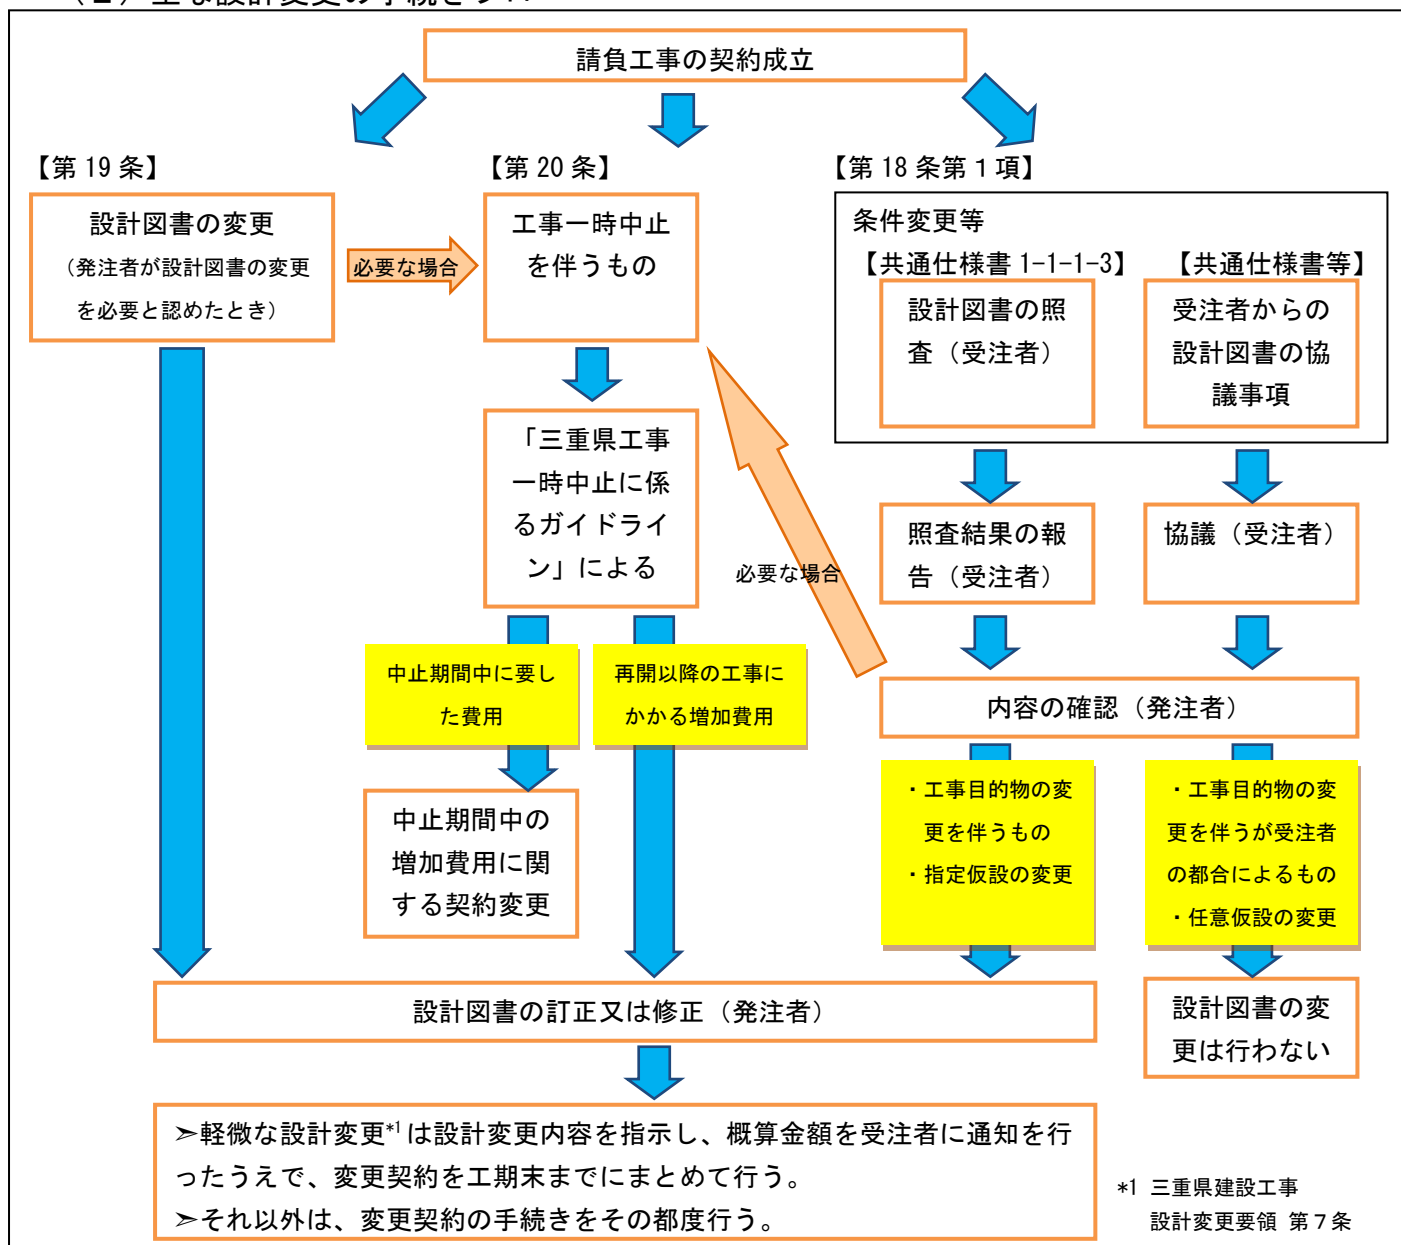 （２）主な設計変更の手続きフロー
請負工事の契約成立
【第 19 条】
設計図書の変更
（発注者が設計図書の変更
を必要と認めたとき）
必要な場合
【第 20 条】
工事一時中止
を伴うもの
「三重県工事
一時中止に係
るガイドライ
ン」による
中止期間中に要し
た費用
再開以降の工事に
かかる増加費用
中止期間中の
増加費用に関
する契約変更
【第 18 条第１項】
条件変更等
【共通仕様書 1-1-1-3】
設計図書の照
査（受注者）
【共通仕様書等】
受注者からの
設計図書の協
議事項
照査結果の報
告（受注者）
協議（受注者）
必要な場合
内容の確認（発注者）
・工事目的物の変
更を伴うもの
・指定仮設の変更
・工事目的物の変
更を伴うが受注者
の都合によるもの
・任意仮設の変更
設計図書の訂正又は修正（発注者）
設計図書の変
更は行わない
➣軽微な設計変更*1 は設計変更内容を指示し、概算金額を受注者に通知を行
ったうえで、変更契約を工期末までにまとめて行う。
➣それ以外は、変更契約の手続きをその都度行う。
*1 三重県建設工事
設計変更要領 第７条